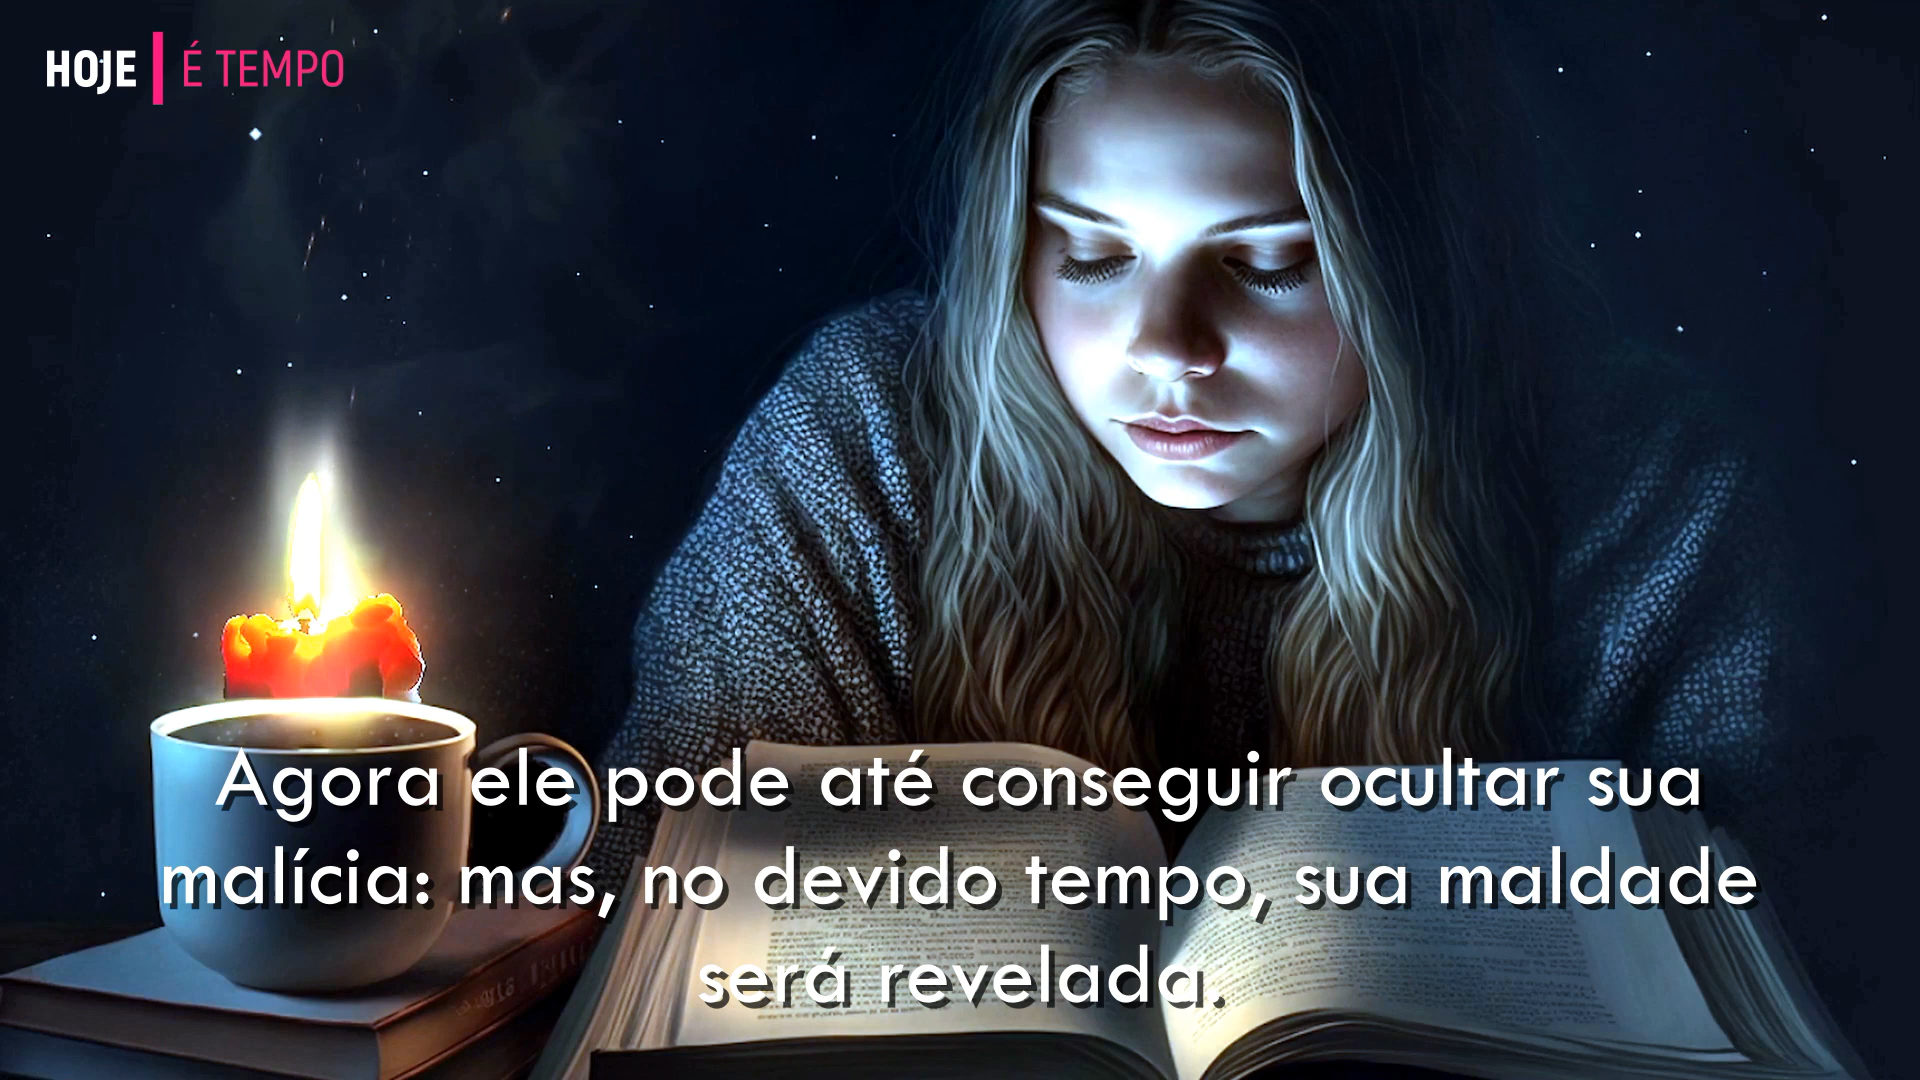 HOJE | É TEMPO
Agora ele pode até conseguir ocultar sua
malícia: mas, no devido tempo, sua maldade
será revelada.